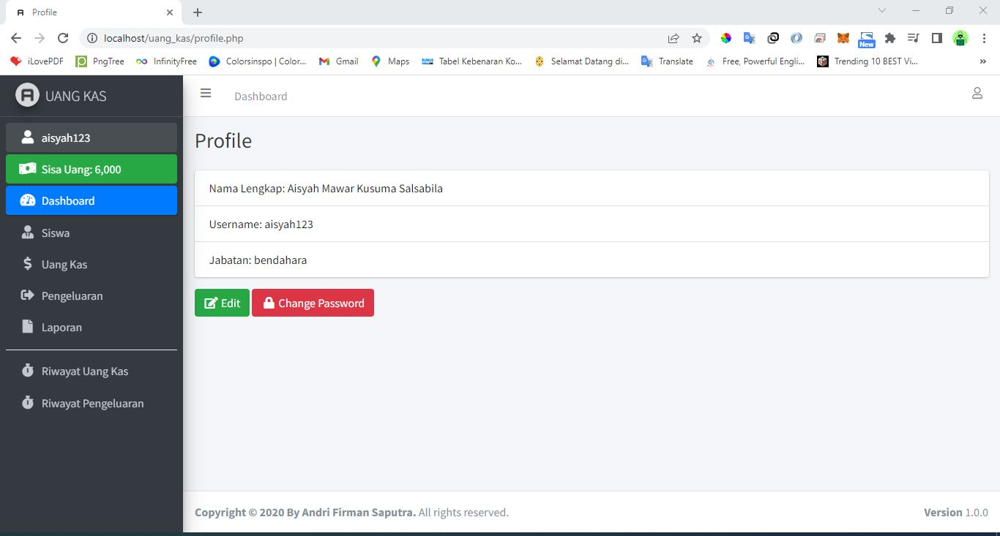 Profile
localhost/uang_kas/profile.php
New
iLovePDF
PngTree
InfinityFree
Colorsinspo | Color...
Gmail
Maps
Tabel Kebenaran Ko...
Selamat Datang di...
Translate
Free, Powerful Engli...
Trending 10 BEST Vi...
»
UANG KAS
Dashboard
aisyah123
Sisa Uang: 6,000
Dashboard
Siswa
Uang Kas
Pengeluaran
Laporan
Riwayat Uang Kas
Riwayat Pengeluaran
Profile
Nama Lengkap: Aisyah Mawar Kusuma Salsabila
Username: aisyah123
Jabatan: bendahara
Edit
Change Password
Copyright © 2020 By Andri Firman Saputra. All rights reserved.
Version 1.0.0